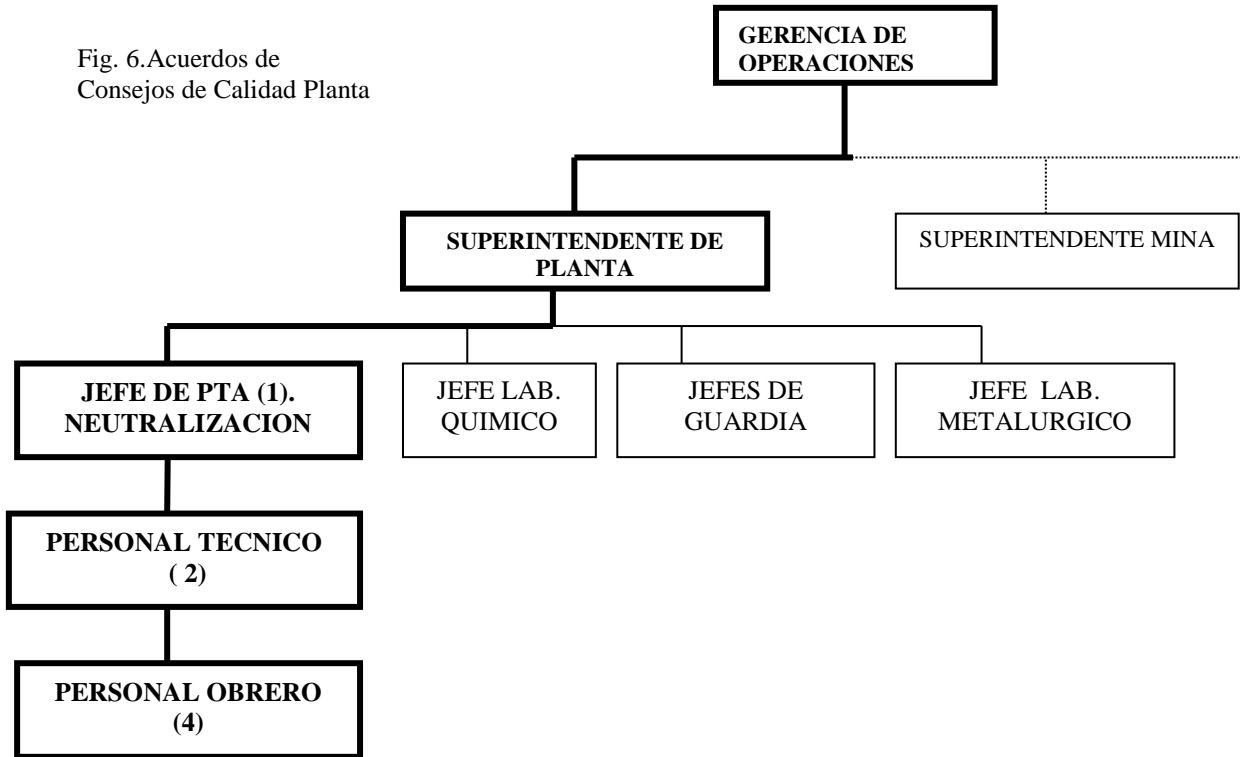 Fig. 6.Acuerdos de
Consejos de Calidad Planta
GERENCIA DE
OPERACIONES
SUPERINTENDENTE DE
PLANTA
SUPERINTENDENTE MINA
JEFE DE PTA (1).
NEUTRALIZACION
JEFE LAB.
QUIMICO
JEFES DE
GUARDIA
JEFE LAB.
METALURGICO
PERSONAL TECNICO
( 2)
PERSONAL OBRERO
(4)